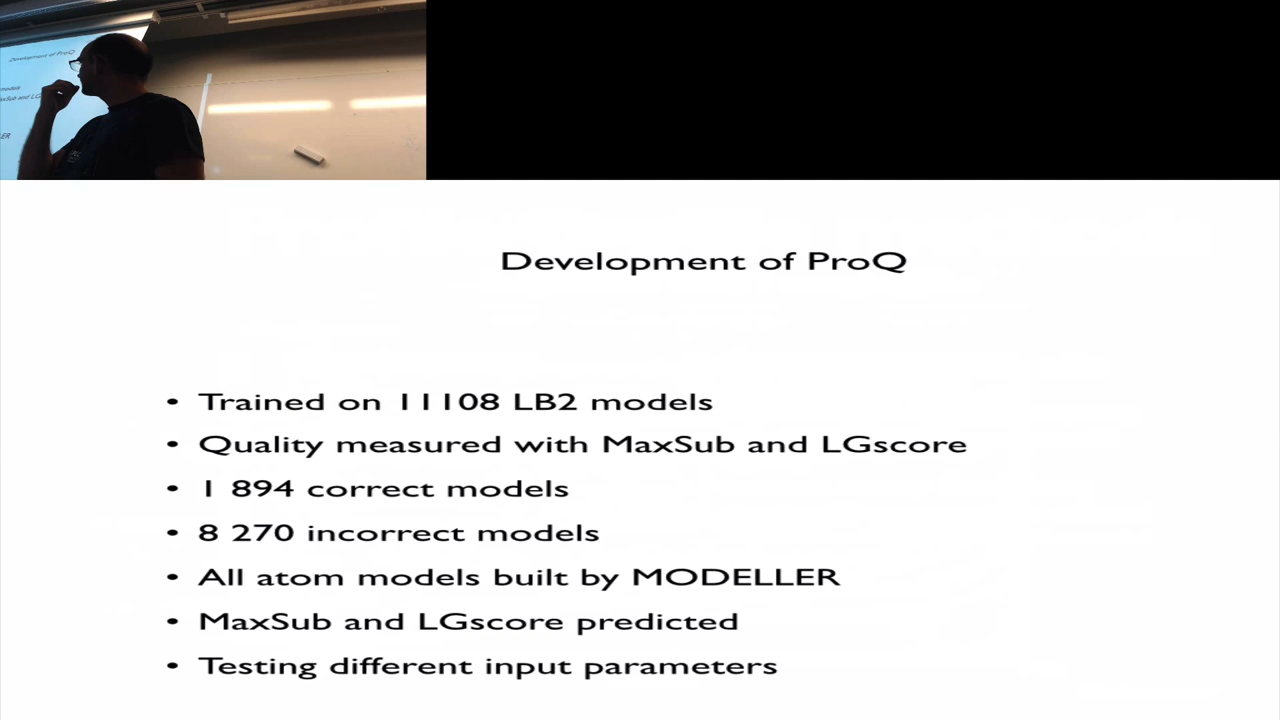 Development of ProQ
• Trained on 11108 LB2 models
• Quality measured with MaxSub and LGscore
• 1 894 correct models
• 8 270 incorrect models
• All atom models built by MODELLER
• MaxSub and LGscore predicted
• Testing different input parameters